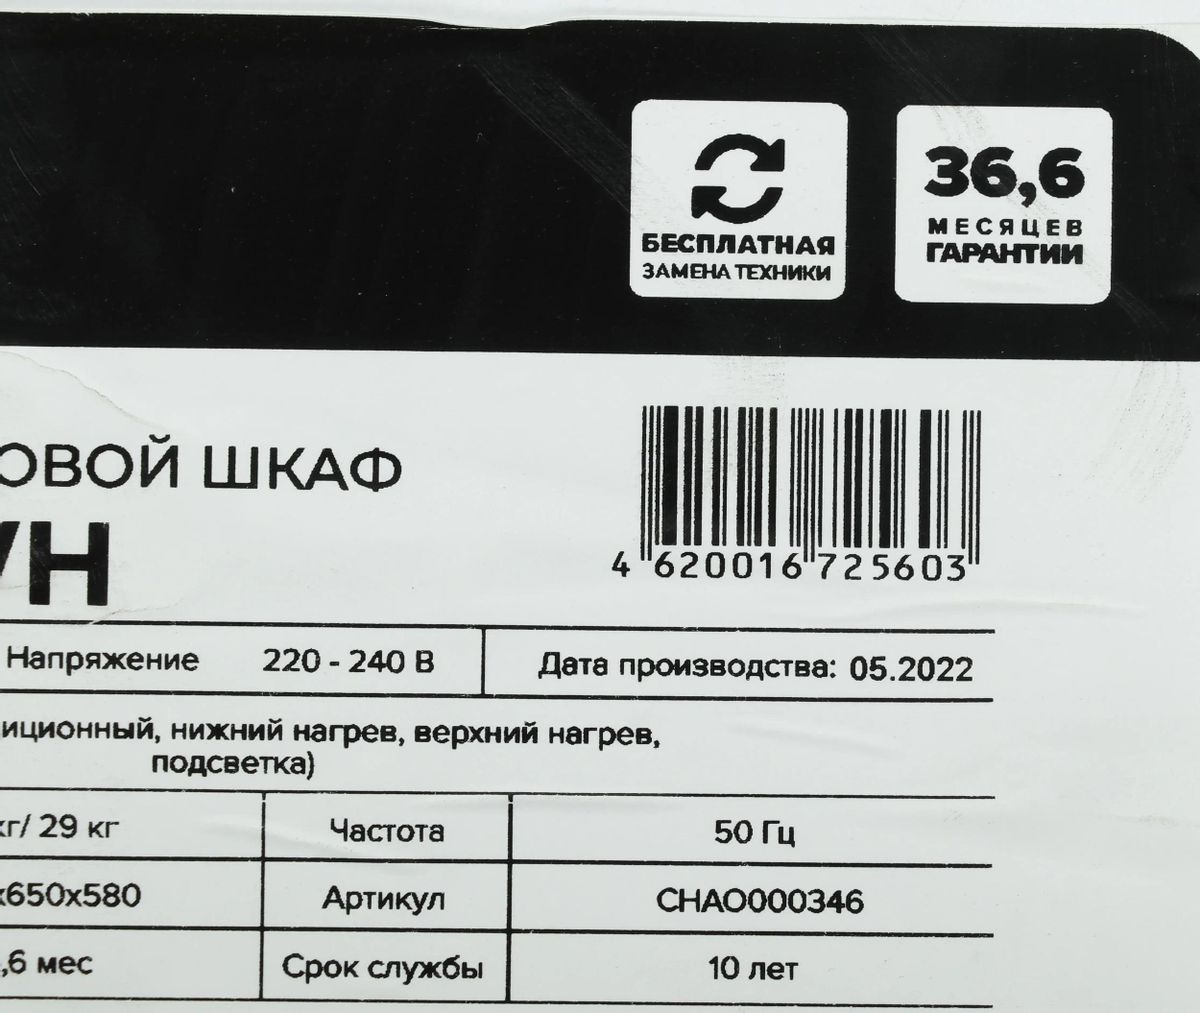 БЕСПЛАТНАЯ
ЗАМЕНА ТЕХНИКИ
36,6
МЕСЯЦЕВ
ГАРАНТИИ
ОВОЙ ШКАФ
4 620016 725603
Напряжение 220 - 240 В Дата производства: 05.2022
иционный, нижний нагрев, верхний нагрев,
подсветка)
кг/ 29 кг Частота 50 Гц
х650х580 Артикул CHAO000346
,6 мес Срок службы 10 лет